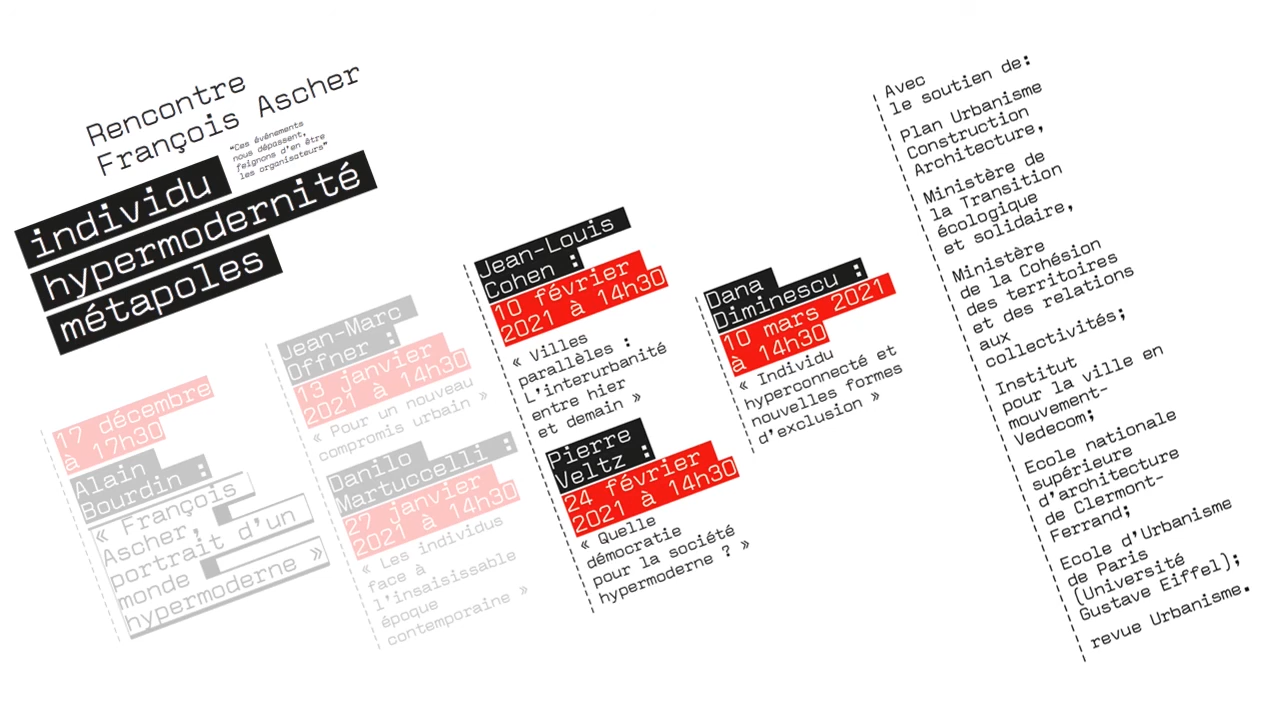 Rencontre
François Ascher
"Ces événements
nous dépassent,
feignons d'en être
les organisateurs"
individu
hypermodernité
métapoles
17 décembre
à 17h30
Alain
Bourdin :
« François
Ascher,
portrait d'un
monde
hypermoderne »
Jean-Marc
Offner :
13 janvier
2021 à 14h30
« Pour un nouveau
compromis urbain »
Danilo
Martuccelli :
27 janvier
2021 à 14h30
« Les individus
face à
l'insaisissable
époque
contemporaine »
Jean-Louis
Cohen :
10 février
2021 à 14h30
« Villes
parallèles :
L'interurbanité
entre hier
et demain »
Pierre
Veltz :
24 février
2021 à 14h30
« Quelle
démocratie
pour la société
hypermoderne ? »
Dana
Diminescu :
10 mars 2021
à 14h30
« Individu
hyperconnecté et
nouvelles formes
d'exclusion »
Avec
le soutien de:
Plan Urbanisme
Construction
Architecture,
Ministère de
la Transition
écologique
et solidaire,
Ministère
de la Cohésion
des territoires
et des relations
aux
collectivités;
Institut
pour la ville en
mouvement-
Vedecom;
Ecole nationale
supérieure
d'architecture
de Clermont-
Ferrand;
Ecole d'Urbanisme
de Paris
(Université
Gustave Eiffel);
revue Urbanisme.